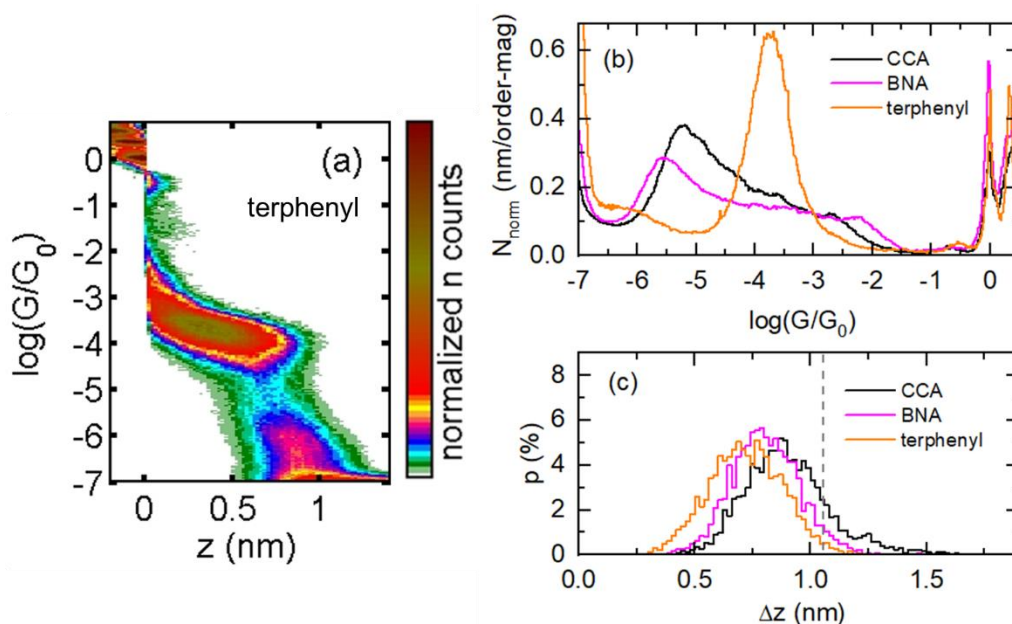 (a)
terphenyl
0
-1
-2
-3
-4
-5
-6
-7
log(G/G₀)
0 0.5 1
z (nm)
normalized n counts
(b)
CCA
BNA
terphenyl
0.6
0.4
0.2
0.0
N_norm (nm/order-mag)
-7 -6 -5 -4 -3 -2 -1 0
log(G/G₀)
(c)
CCA
BNA
terphenyl
8
6
4
2
0
p (%)
0.0 0.5 1.0 1.5
Δz (nm)